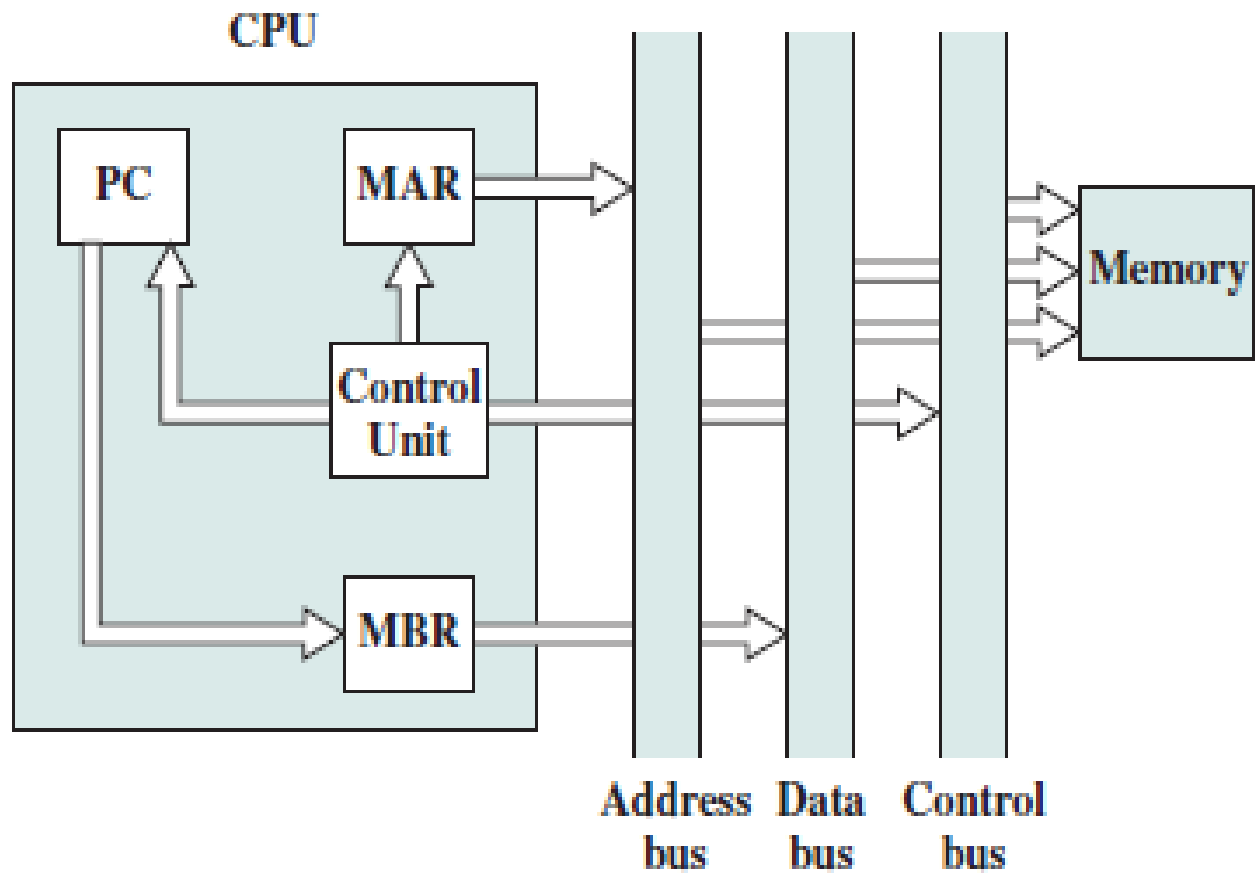 CPU
PC
MAR
Memory
Control
Unit
MBR
Address
bus
Data
bus
Control
bus